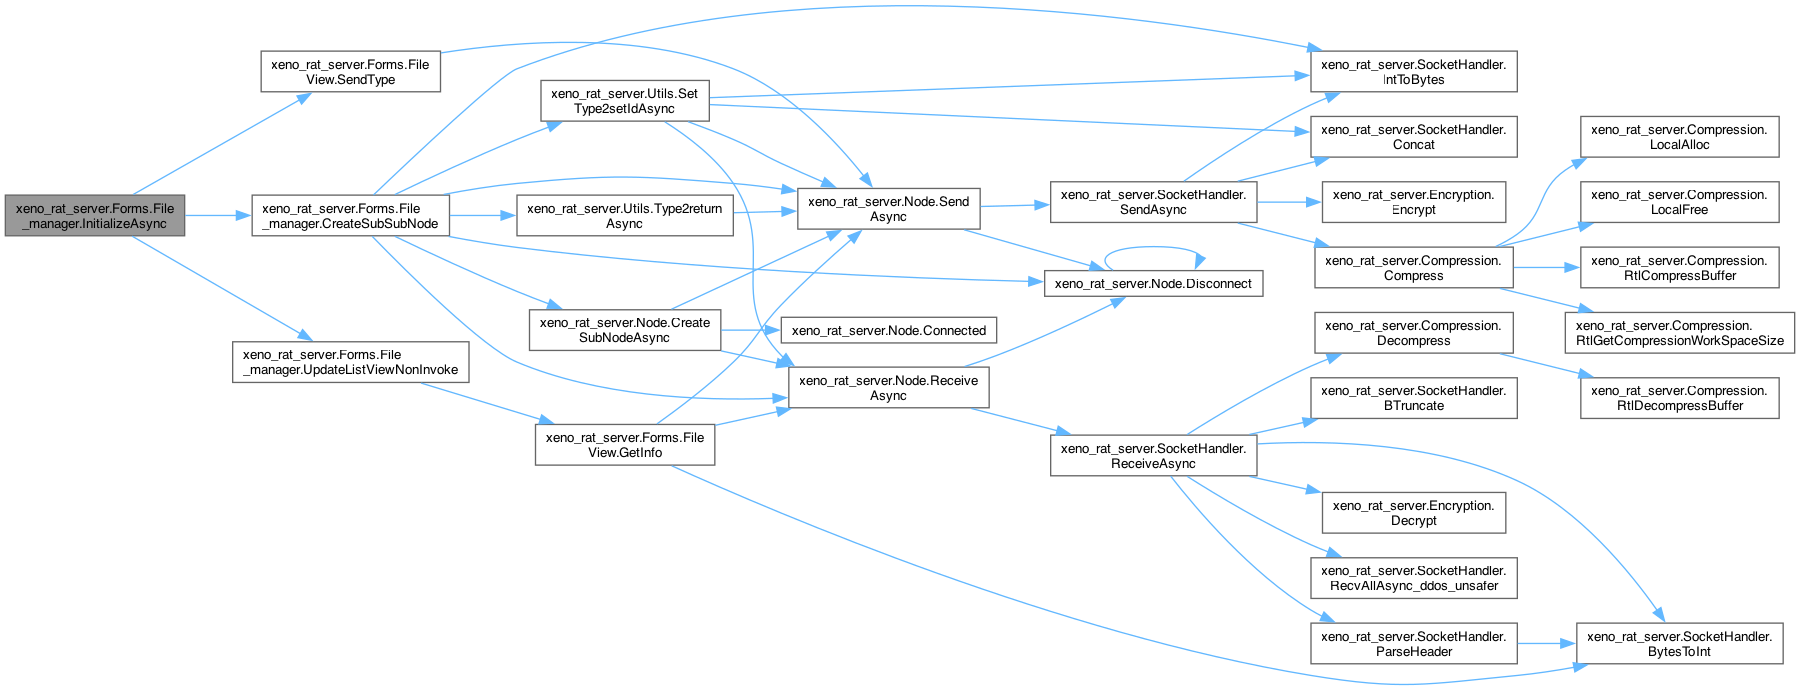 xeno_rat_server.Forms.File
_manager.InitializeAsync
xeno_rat_server.Forms.File
View.SendType
xeno_rat_server.Forms.File
_manager.CreateSubSubNode
xeno_rat_server.Forms.File
_manager.UpdateListViewNonInvoke
xeno_rat_server.Utils.Set
Type2setIdAsync
xeno_rat_server.Utils.Type2return
Async
xeno_rat_server.Node.Create
SubNodeAsync
xeno_rat_server.Forms.File
View.GetInfo
xeno_rat_server.Node.Send
Async
xeno_rat_server.Node.Connected
xeno_rat_server.Node.Receive
Async
xeno_rat_server.SocketHandler.
SendAsync
xeno_rat_server.Node.Disconnect
xeno_rat_server.SocketHandler.
ReceiveAsync
xeno_rat_server.SocketHandler.
IntToBytes
xeno_rat_server.SocketHandler.
Concat
xeno_rat_server.Encryption.
Encrypt
xeno_rat_server.Compression.
Compress
xeno_rat_server.Compression.
Decompress
xeno_rat_server.SocketHandler.
BTruncate
xeno_rat_server.Encryption.
Decrypt
xeno_rat_server.SocketHandler.
RecvAllAsync_ddos_unsafer
xeno_rat_server.SocketHandler.
ParseHeader
xeno_rat_server.Compression.
LocalAlloc
xeno_rat_server.Compression.
LocalFree
xeno_rat_server.Compression.
RtlCompressBuffer
xeno_rat_server.Compression.
RtlGetCompressionWorkSpaceSize
xeno_rat_server.Compression.
RtlDecompressBuffer
xeno_rat_server.SocketHandler.
BytesToInt